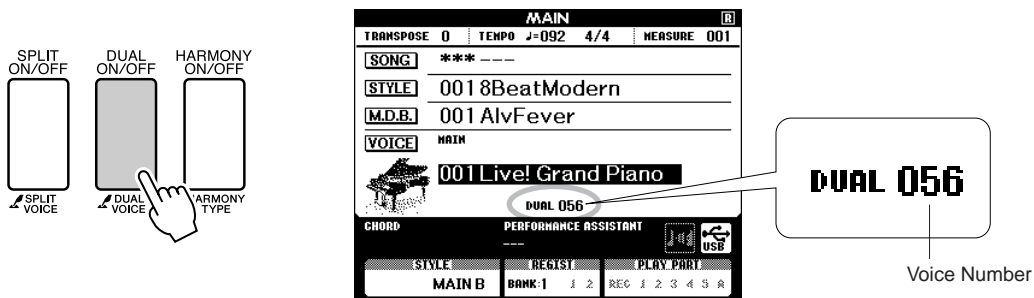 SPLIT
ON/OFF
DUAL
ON/OFF
HARMONY
ON/OFF
SPLIT
VOICE
DUAL
VOICE
ARMONY
TYPE
MAIN
R
TRANSPOSE 0 TEMPO ♩=092 4/4 MEASURE 001
SONG *** ---
STYLE 001 8BeatModern
M.D.B. 001 AlvFever
VOICE MAIN
001 Live! Grand Piano
DUAL 056
CHORD PERFORMANCE ASSISTANT
---
USB
STYLE REGIST PLAY PART
MAIN B BANK:1 1 2 REC 1 2 3 4 5 A
DUAL 056
Voice Number